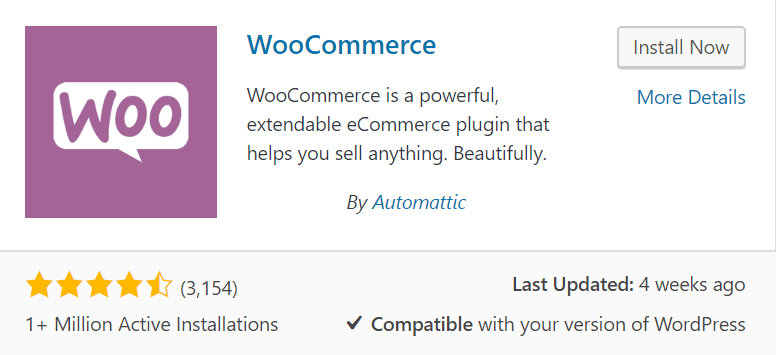 Woo
WooCommerce
Install Now
More Details
WooCommerce is a powerful,
extendable eCommerce plugin that
helps you sell anything. Beautifully.
By Automattic
(3,154)
Last Updated: 4 weeks ago
1+ Million Active Installations
Compatible with your version of WordPress